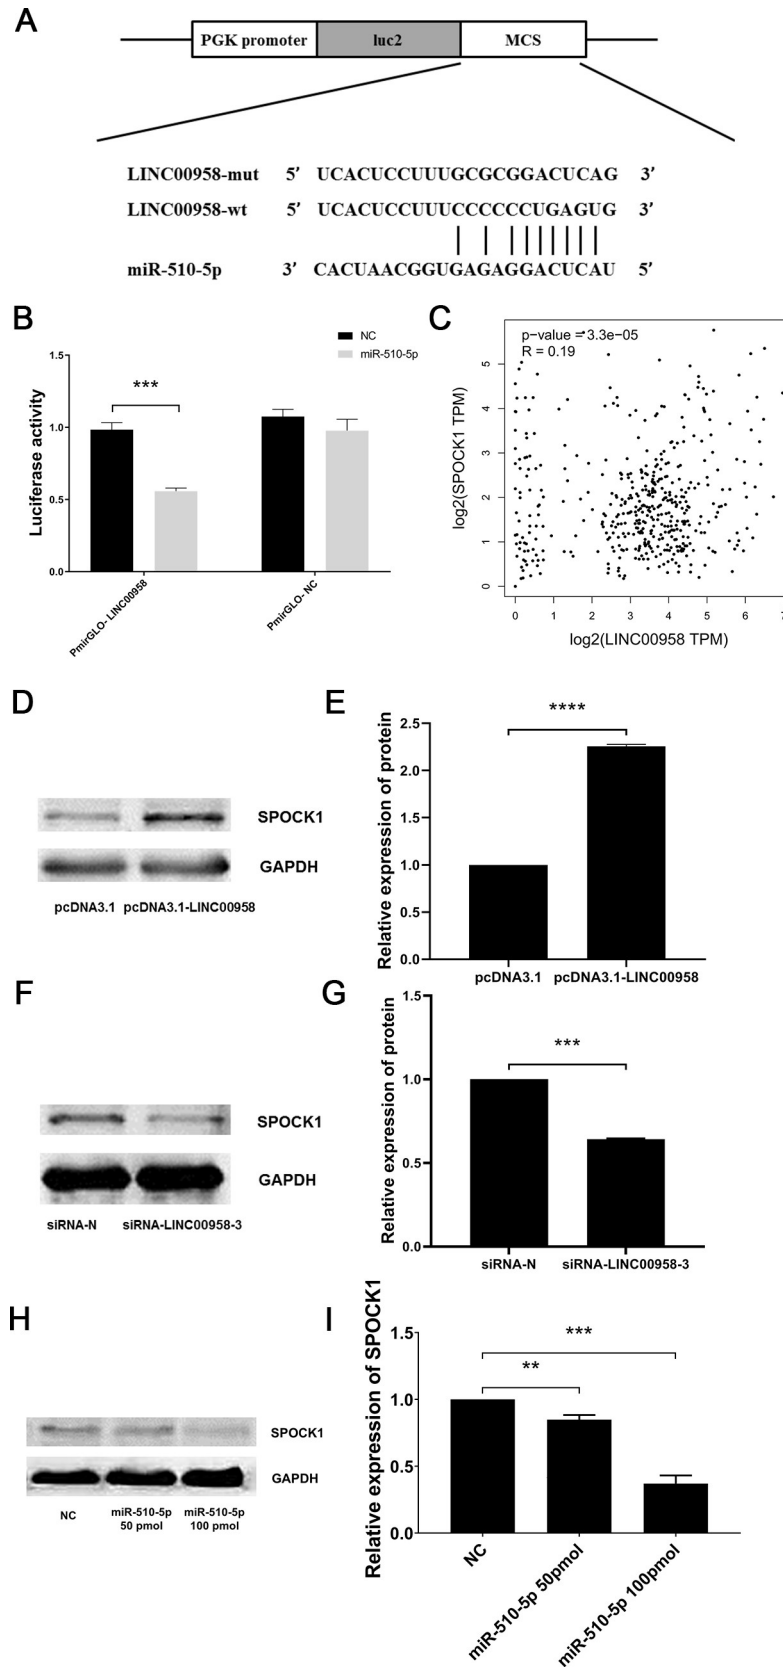 A
PGK promoter luc2 MCS
LINC00958-mut 5' UCACUCCUUUGCGCGGACUCAG 3'
LINC00958-wt 5' UCACUCCUUUCCCCCCUGAGUG 3'
miR-510-5p 3' CACUAACGGUGAGAGGACUCAU 5'
B
NC
miR-510-5p
Luciferase activity
1.5
1.0
0.5
0.0
***
PmirGLO- LINC00958
PmirGLO- NC
C
p-value = 3.3e-05
R = 0.19
log2(SPOCK1 TPM)
5
4
3
2
1
0
0 1 2 3 4 5 6 7
log2(LINC00958 TPM)
D
SPOCK1
GAPDH
pcDNA3.1 pcDNA3.1-LINC00958
E
Relative expression of protein
2.5
2.0
1.0
0.5
0.0
****
pcDNA3.1 pcDNA3.1-LINC00958
F
SPOCK1
GAPDH
siRNA-N siRNA-LINC00958-3
G
Relative expression of protein
1.5
1.0
0.5
0.0
***
siRNA-N siRNA-LINC00958-3
H
SPOCK1
GAPDH
NC miR-510-5p miR-510-5p
50 pmol 100 pmol
I
Relative expression of SPOCK1
1.5
1.0
0.5
0.0
***
**
NC
miR-510-5p 50pmol
miR-510-5p 100pmol